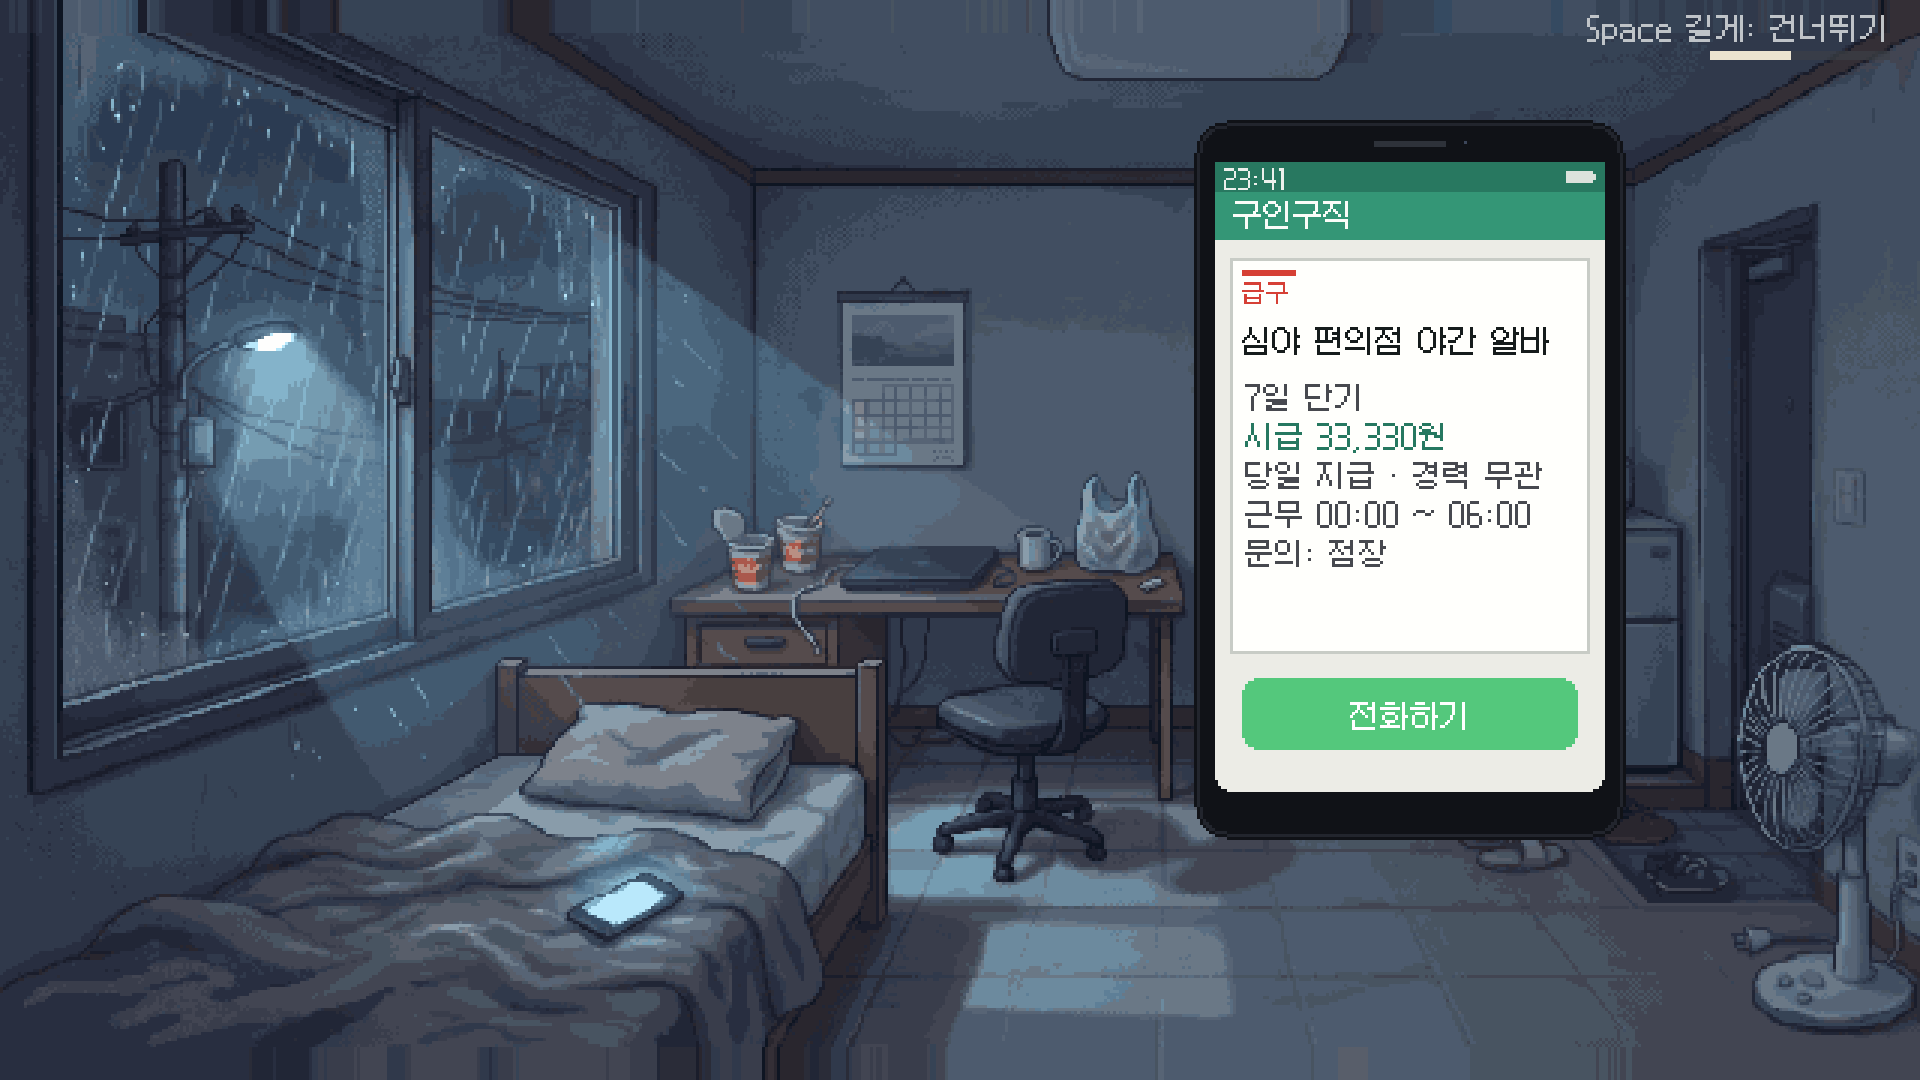 Space 길게: 건너뛰기
23:41
구인구직
급구
심야 편의점 야간 알바
7일 단기
시급 33,330원
당일 지급 · 경력 무관
근무 00:00 ~ 06:00
문의: 점장
전화하기